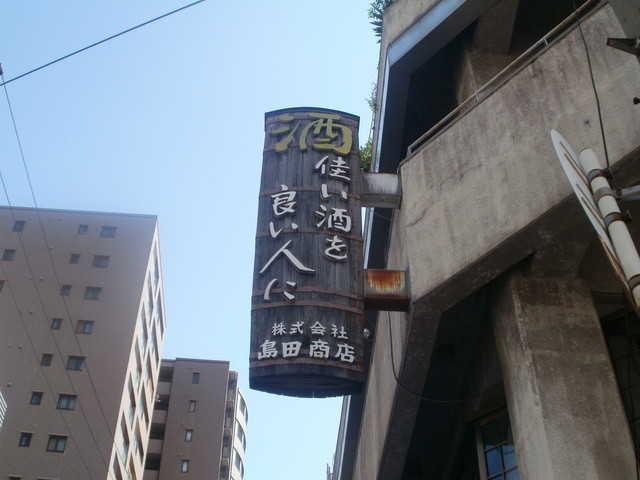 酒
佳い酒を
良い人に
株式会社
島田商店